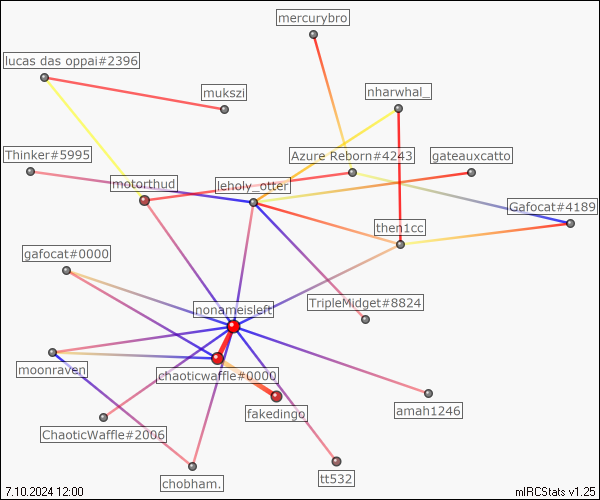 mercurybro
lucas das oppai#2396
mukszi
nharwhal_
Thinker#5995
Azure Reborn#4243
gateauxcatto
motorthud
leholy_otter
Gafocat#4189
then1cc
gafocat#0000
TripleMidget#8824
nonameisleft
moonraven
chaoticwaffle#0000
amah1246
fakedingo
ChaoticWaffle#2006
chobham.
tt532
7.10.2024 12:00
mIRCStats v1.25